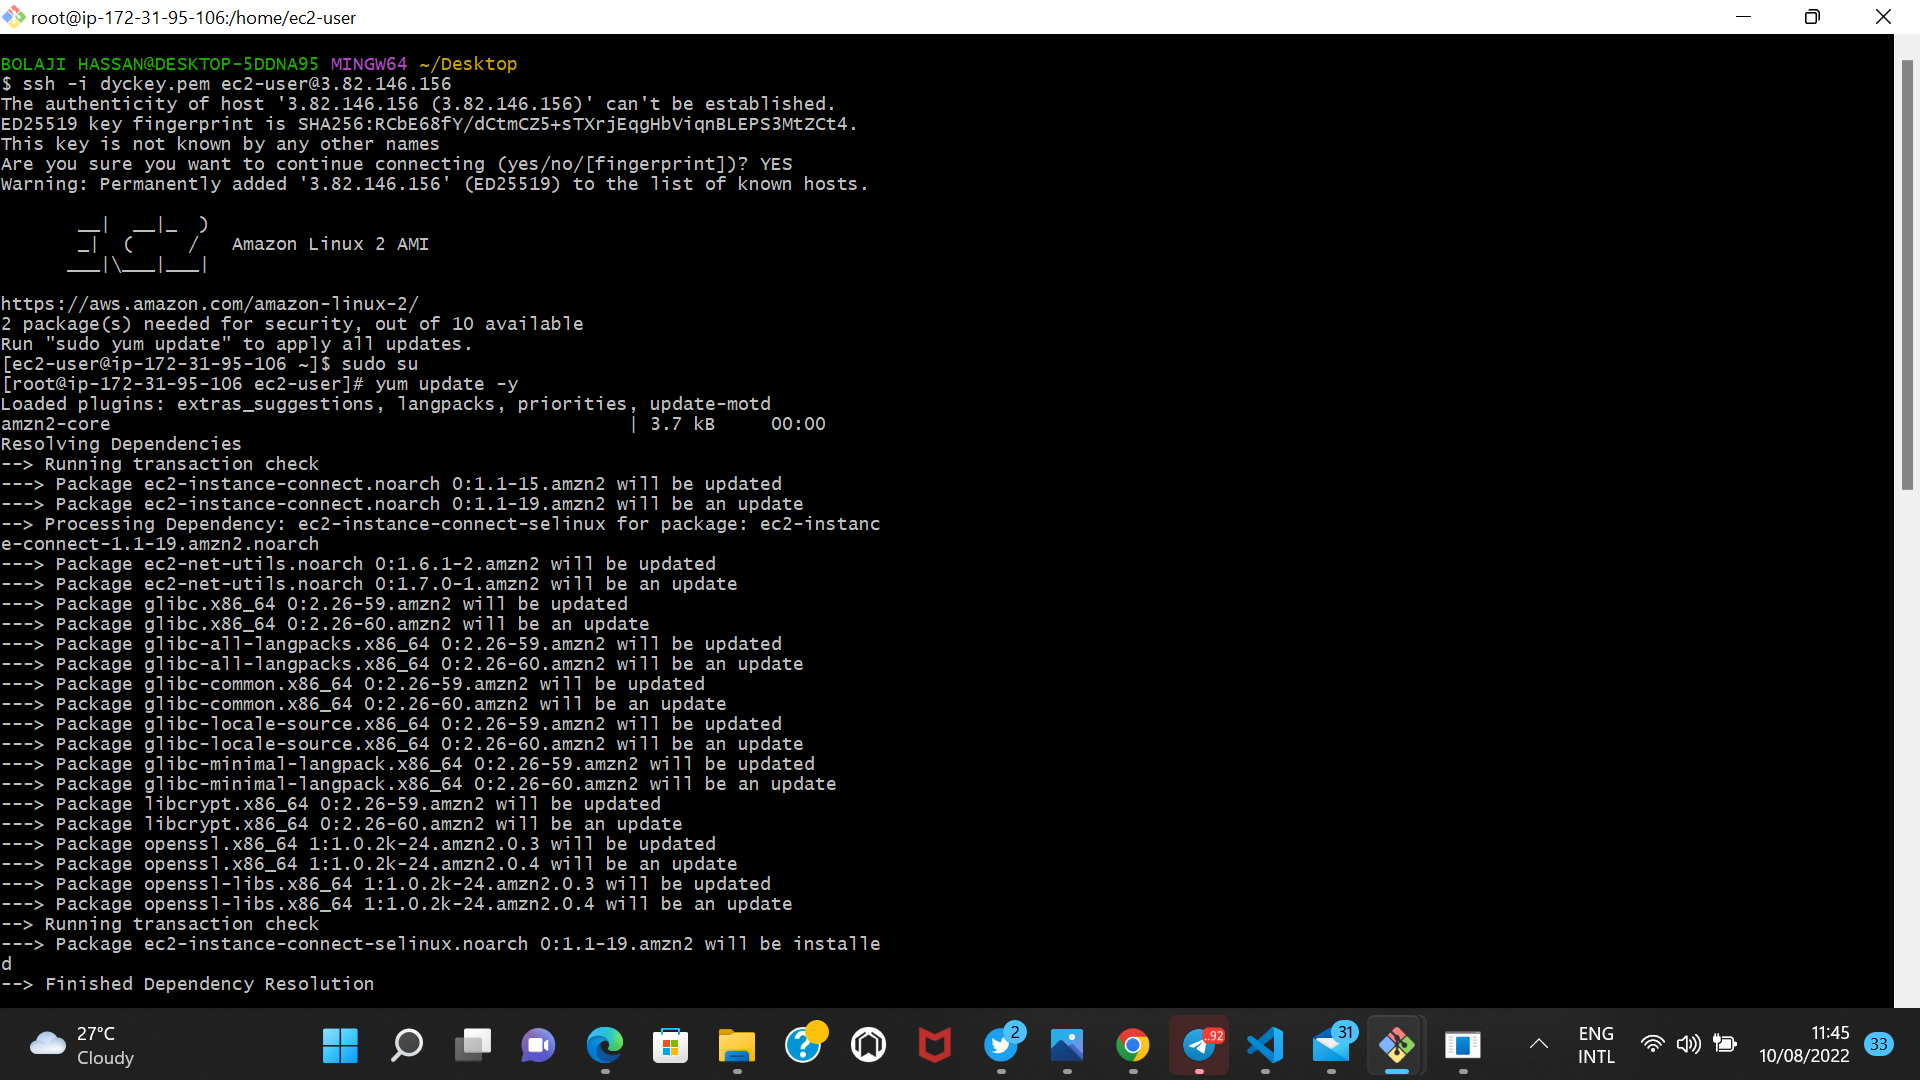 root@ip-172-31-95-106:/home/ec2-user
BOLAJI HASSAN@DESKTOP-5DDNA95 MINGW64 ~/Desktop
$ ssh -i dyckey.pem ec2-user@3.82.146.156
The authenticity of host '3.82.146.156 (3.82.146.156)' can't be established.
ED25519 key fingerprint is SHA256:RCbE68fY/dCtmCZ5+sTXrjEqgHbViqnBLEPS3MtZCt4.
This key is not known by any other names
Are you sure you want to continue connecting (yes/no/[fingerprint])? YES
Warning: Permanently added '3.82.146.156' (ED25519) to the list of known hosts.
       __|  __|_  )
       _|  (     /   Amazon Linux 2 AMI
      ___|\___|___|
https://aws.amazon.com/amazon-linux-2/
2 package(s) needed for security, out of 10 available
Run "sudo yum update" to apply all updates.
[ec2-user@ip-172-31-95-106 ~]$ sudo su
[root@ip-172-31-95-106 ec2-user]# yum update -y
Loaded plugins: extras_suggestions, langpacks, priorities, update-motd
amzn2-core                                               | 3.7 kB     00:00
Resolving Dependencies
--> Running transaction check
---> Package ec2-instance-connect.noarch 0:1.1-15.amzn2 will be updated
---> Package ec2-instance-connect.noarch 0:1.1-19.amzn2 will be an update
--> Processing Dependency: ec2-instance-connect-selinux for package: ec2-instanc
e-connect-1.1-19.amzn2.noarch
---> Package ec2-net-utils.noarch 0:1.6.1-2.amzn2 will be updated
---> Package ec2-net-utils.noarch 0:1.7.0-1.amzn2 will be an update
---> Package glibc.x86_64 0:2.26-59.amzn2 will be updated
---> Package glibc.x86_64 0:2.26-60.amzn2 will be an update
---> Package glibc-all-langpacks.x86_64 0:2.26-59.amzn2 will be updated
---> Package glibc-all-langpacks.x86_64 0:2.26-60.amzn2 will be an update
---> Package glibc-common.x86_64 0:2.26-59.amzn2 will be updated
---> Package glibc-common.x86_64 0:2.26-60.amzn2 will be an update
---> Package glibc-locale-source.x86_64 0:2.26-59.amzn2 will be updated
---> Package glibc-locale-source.x86_64 0:2.26-60.amzn2 will be an update
---> Package glibc-minimal-langpack.x86_64 0:2.26-59.amzn2 will be updated
---> Package glibc-minimal-langpack.x86_64 0:2.26-60.amzn2 will be an update
---> Package libcrypt.x86_64 0:2.26-59.amzn2 will be updated
---> Package libcrypt.x86_64 0:2.26-60.amzn2 will be an update
---> Package openssl.x86_64 1:1.0.2k-24.amzn2.0.3 will be updated
---> Package openssl.x86_64 1:1.0.2k-24.amzn2.0.4 will be an update
---> Package openssl-libs.x86_64 1:1.0.2k-24.amzn2.0.3 will be updated
---> Package openssl-libs.x86_64 1:1.0.2k-24.amzn2.0.4 will be an update
--> Running transaction check
---> Package ec2-instance-connect-selinux.noarch 0:1.1-19.amzn2 will be installe
d
--> Finished Dependency Resolution
27°C
Cloudy
2
..92
31
ENG
INTL
11:45
10/08/2022
33